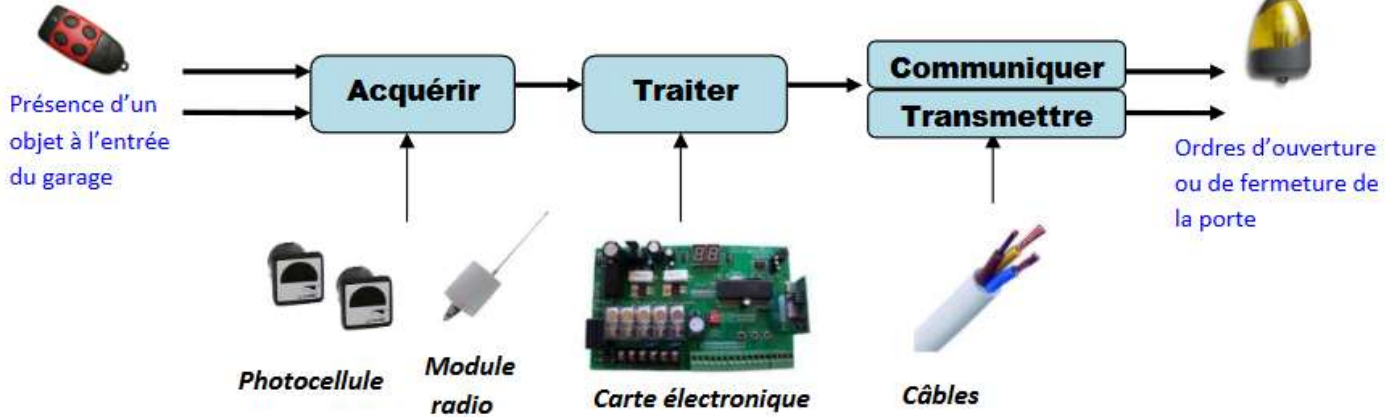 Présence d'un
objet à l'entrée
du garage
Acquérir
Traiter
Communiquer
Transmettre
Ordres d'ouverture
ou de fermeture de
la porte
Photocellule
Module
radio
Carte électronique
Câbles